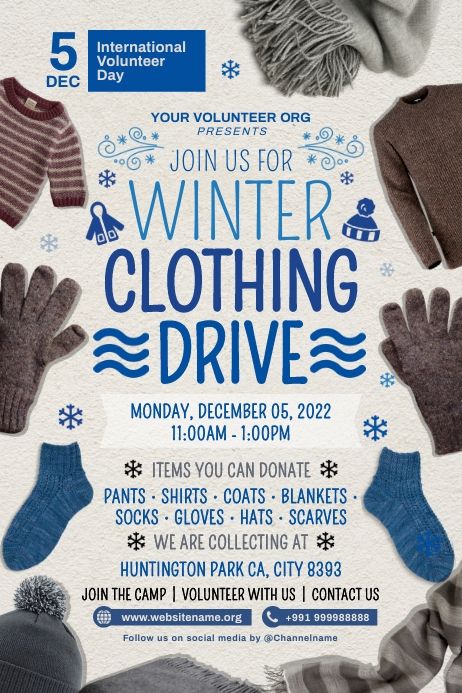 5
DEC
International
Volunteer
Day
YOUR VOLUNTEER ORG
PRESENTS
JOIN US FOR
WINTER
CLOTHING
DRIVE
MONDAY, DECEMBER 05, 2022
11:00AM - 1:00PM
ITEMS YOU CAN DONATE
PANTS • SHIRTS • COATS • BLANKETS •
SOCKS • GLOVES • HATS • SCARVES
WE ARE COLLECTING AT
HUNTINGTON PARK CA, CITY 8393
JOIN THE CAMP | VOLUNTEER WITH US | CONTACT US
www.websitename.org +991 999988888
Follow us on social media by @Channelname